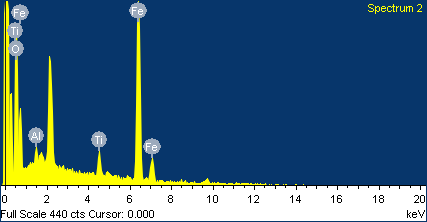 Spectrum 2
Fe
Fe
Ti
O
Al
Ti
Fe
0 2 4 6 8 10 12 14 16 18 20
Full Scale 440 cts Cursor: 0.000 keV